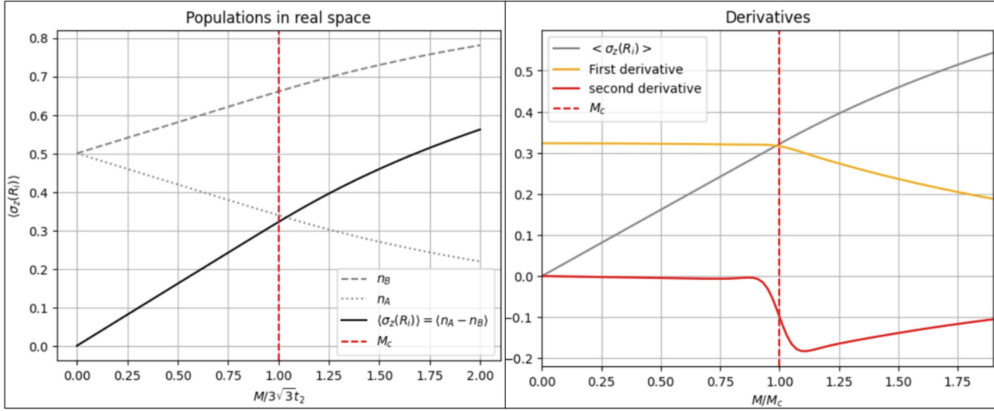 Populations in real space
0.8
0.7
0.6
0.5
0.4
0.3
0.2
0.1
0.0
⟨σz(Ri)⟩
nB
nA
⟨σz(Ri)⟩ = ⟨nA − nB⟩
Mc
0.00 0.25 0.50 0.75 1.00 1.25 1.50 1.75 2.00
M/3√3t2
Derivatives
< σz(Ri) >
First derivative
second derivative
Mc
0.5
0.4
0.3
0.2
0.1
0.0
−0.1
−0.2
0.00 0.25 0.50 0.75 1.00 1.25 1.50 1.75
M/Mc